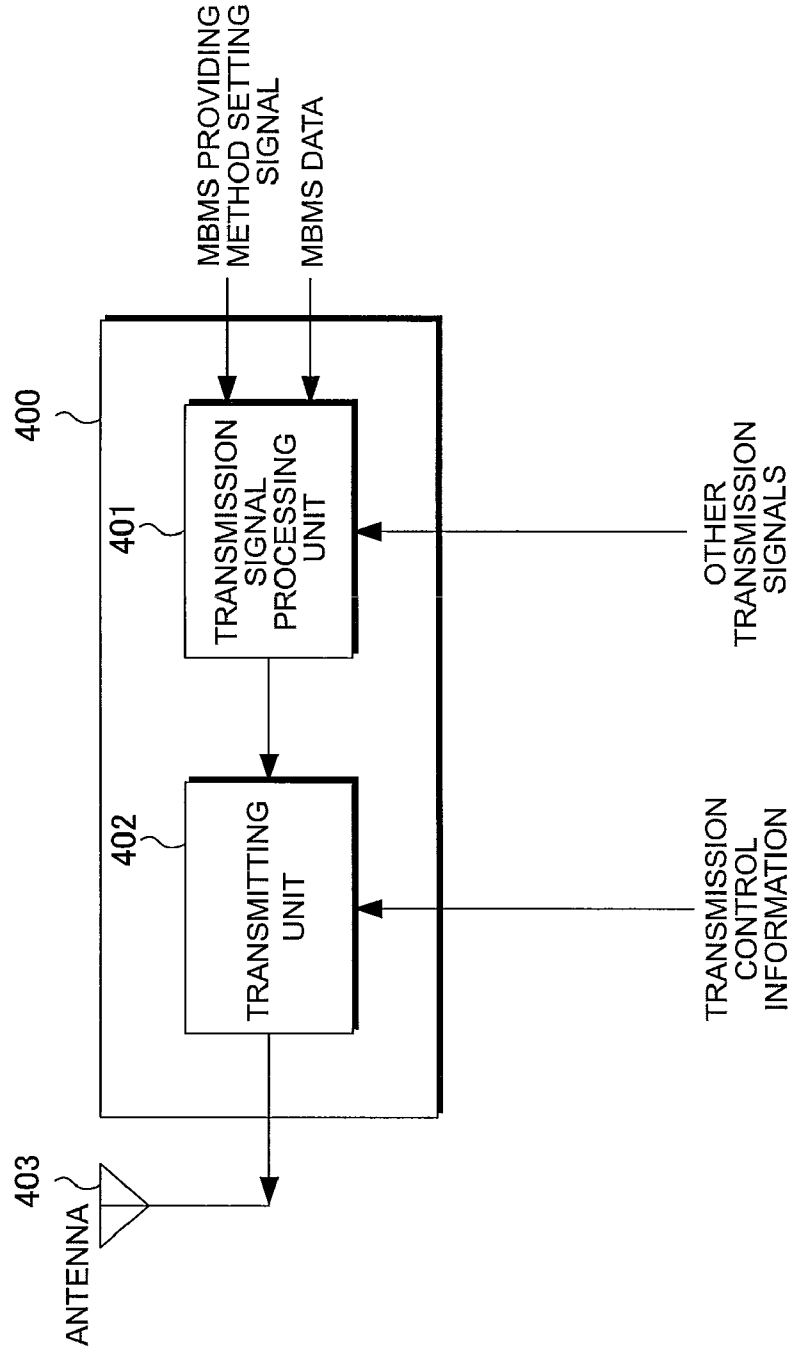 400
403
ANTENNA
402
TRANSMITTING
UNIT
401
TRANSMISSION
SIGNAL
PROCESSING
UNIT
MBMS PROVIDING
METHOD SETTING
SIGNAL
MBMS DATA
TRANSMISSION
CONTROL
INFORMATION
OTHER
TRANSMISSION
SIGNALS